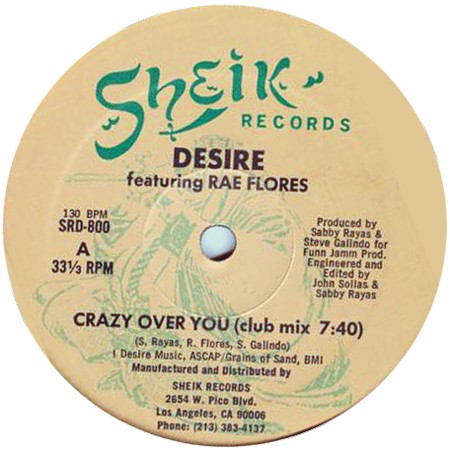 Sheik
RECORDS
DESIRE
featuring RAE FLORES
130 BPM
SRD-800
A
33⅓ RPM
Produced by
Sabby Rayas &
Steve Galindo for
Funn Jamm Prod.
Engineered and
Edited by
John Sollas &
Sabby Rayas
CRAZY OVER YOU (club mix 7:40)
(S. Rayas, R. Flores, S. Galindo)
I Desire Music, ASCAP/Grains of Sand, BMI
Manufactured and Distributed by
SHEIK RECORDS
2654 W. Pico Blvd.
Los Angeles, CA 90006
Phone: (213) 383-4137